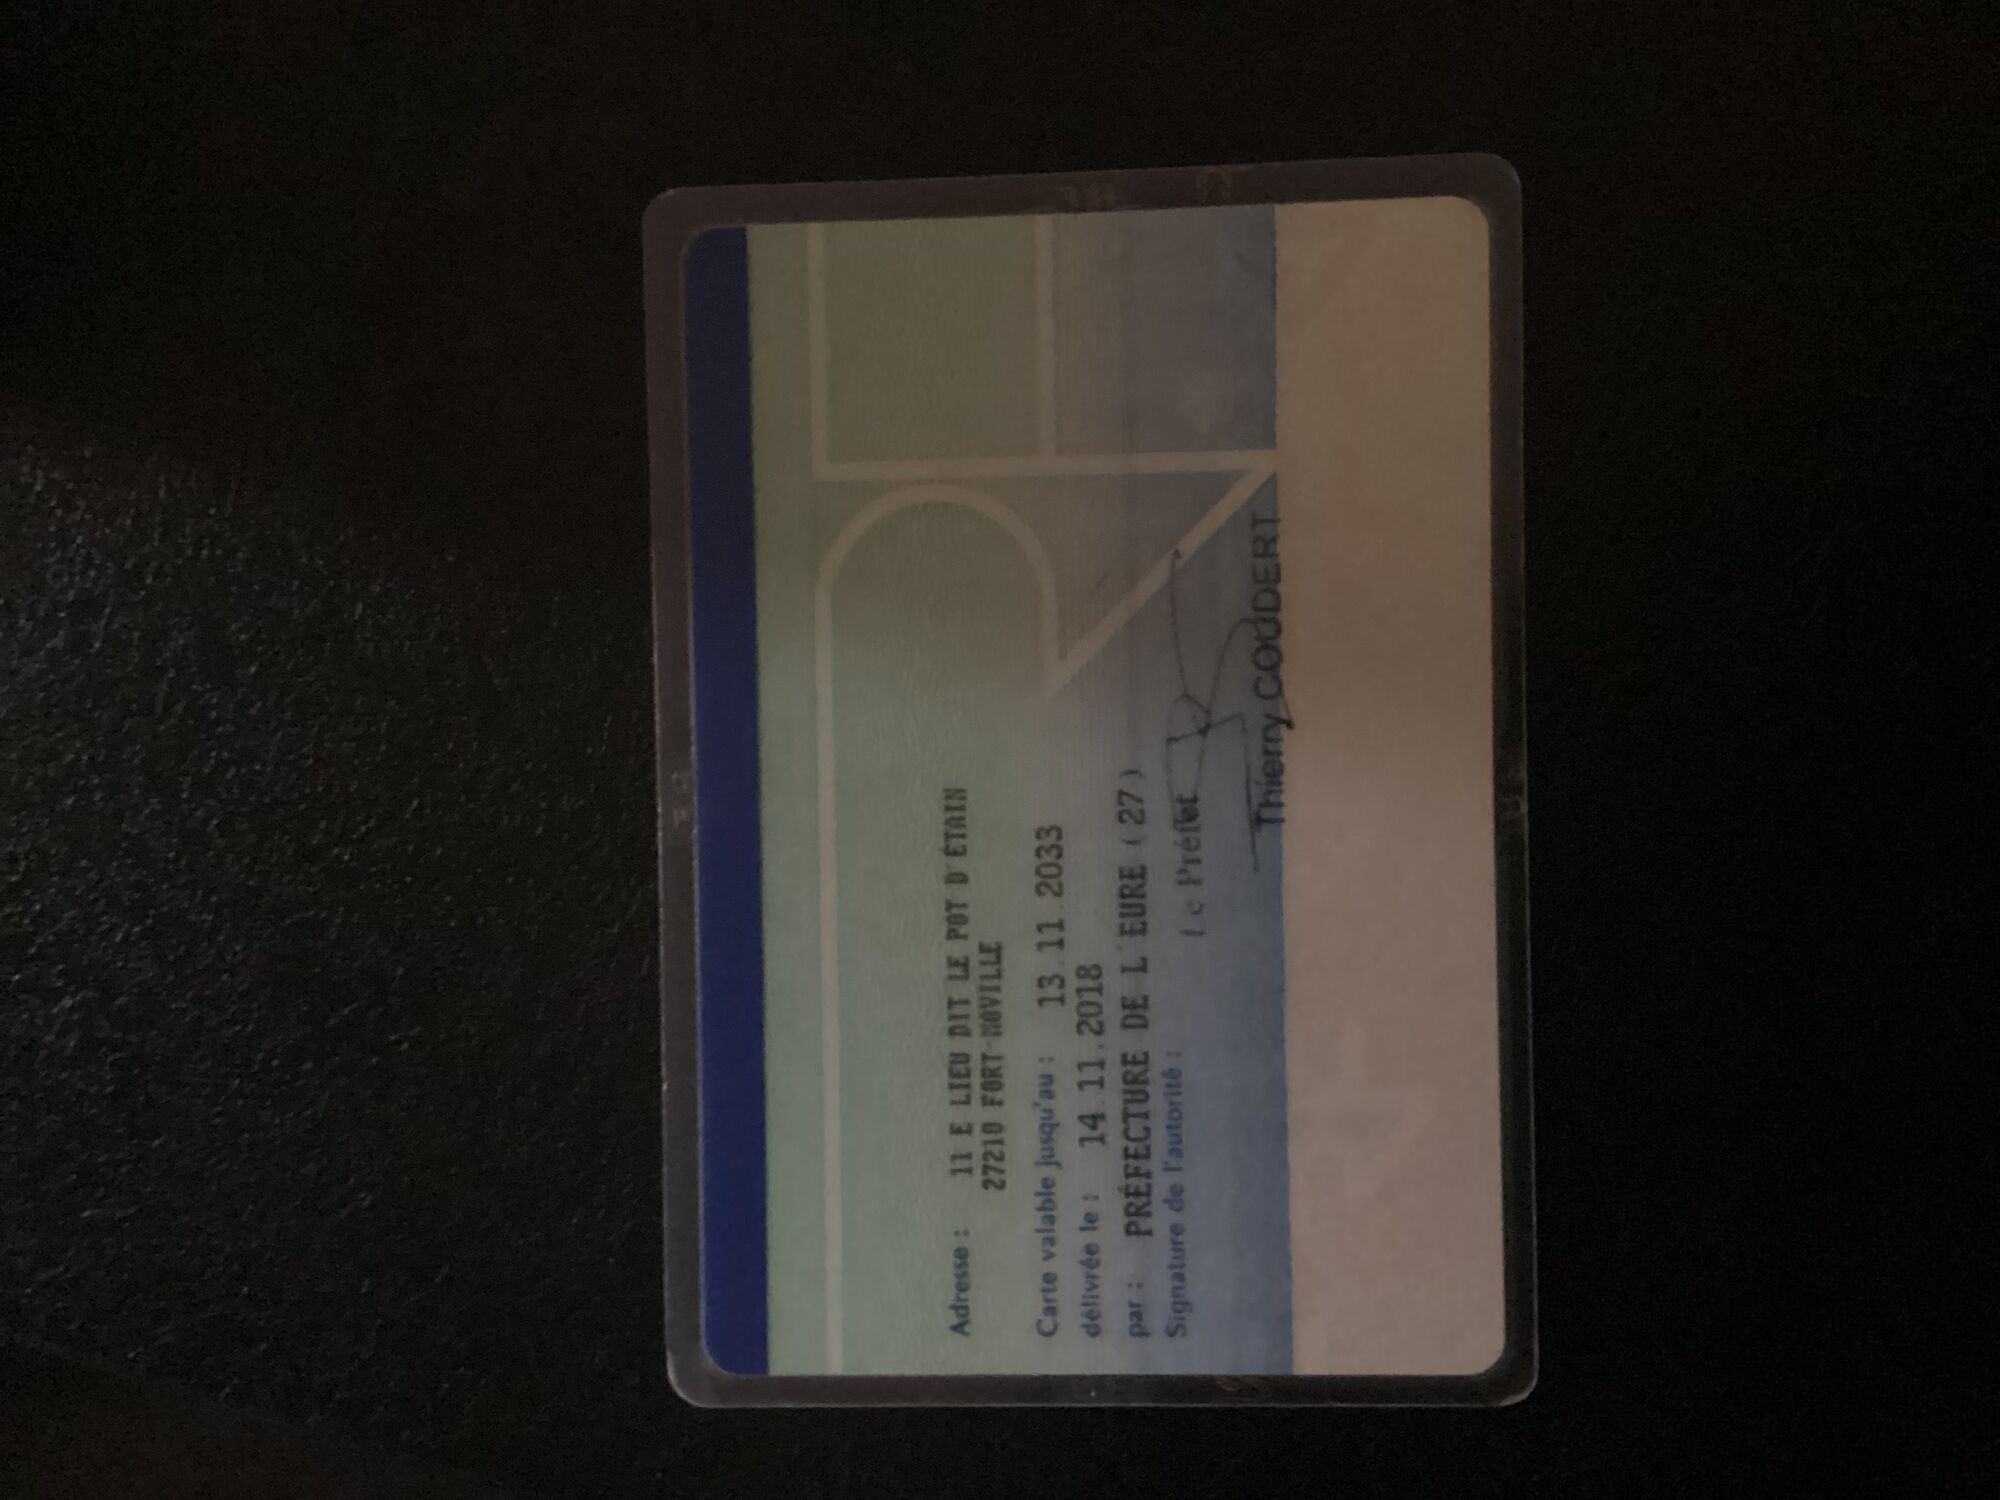 Adresse : 11 E LIEU DIT LE POT D'ÉTAIN
27210 FORT-MOVILLE
Carte valable jusqu'au : 13.11.2033
délivrée le : 14.11.2018
par : PRÉFECTURE DE L'EURE (27)
Signature de l'autorité :
Le Préfet
Thierry COUDERT